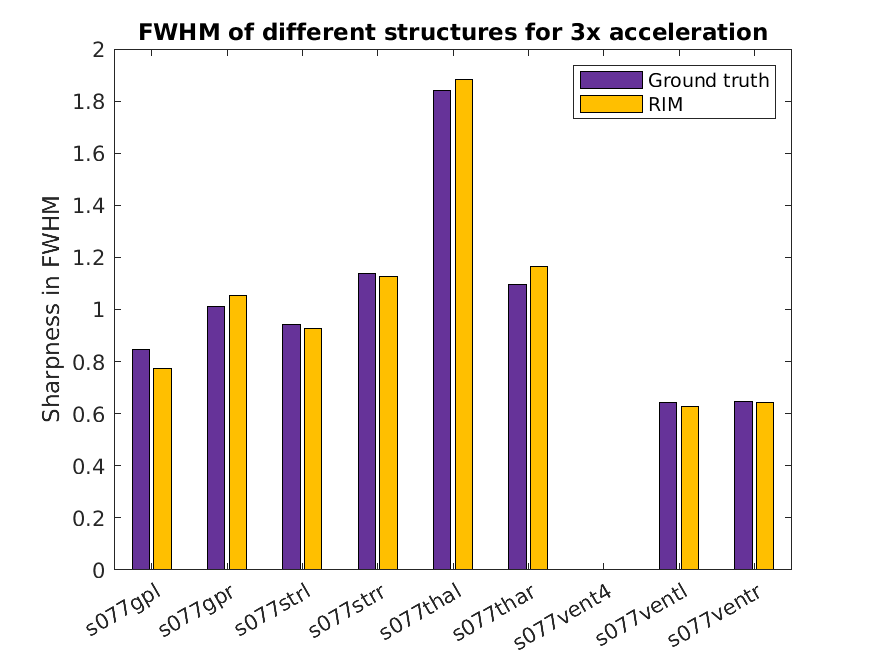 FWHM of different structures for 3x acceleration
Ground truth
RIM
Sharpness in FWHM
2
1.8
1.6
1.4
1.2
1
0.8
0.6
0.4
0.2
0
s077gpl
s077gpr
s077strl
s077strr
s077thal
s077thar
s077vent4
s077ventl
s077ventr